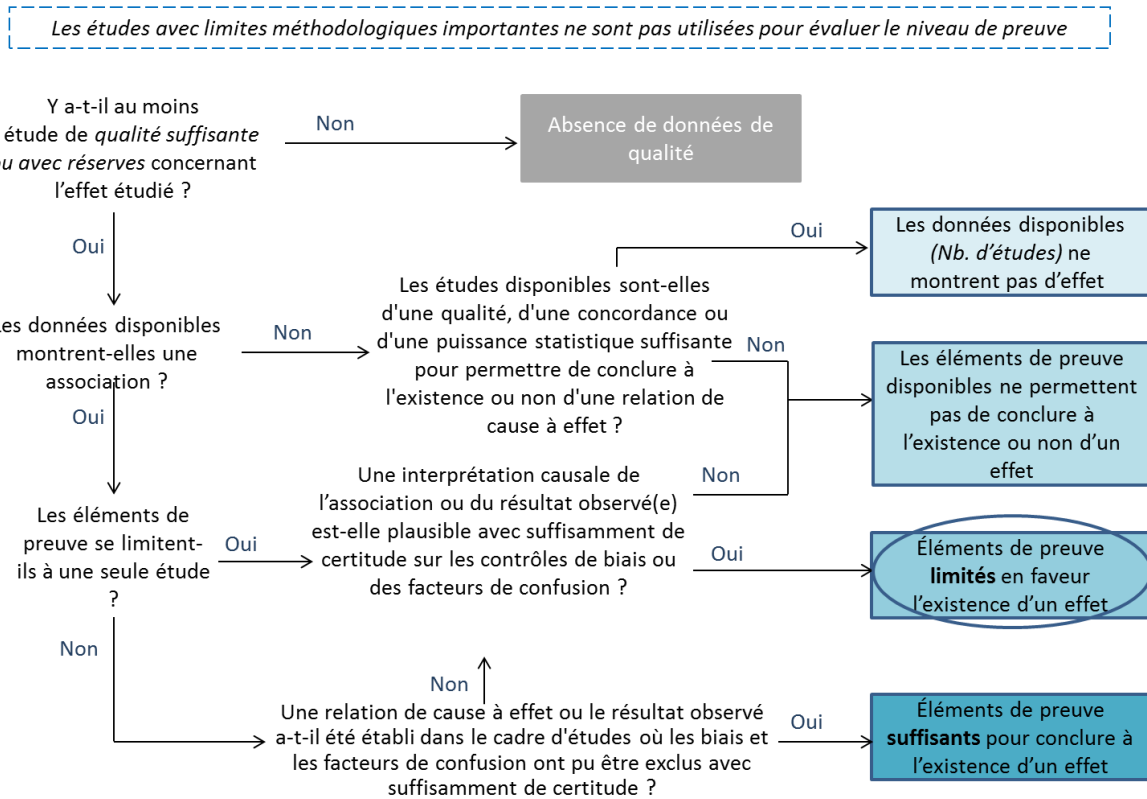 Les études avec limites méthodologiques importantes ne sont pas utilisées pour évaluer le niveau de preuve
Y a-t-il au moins
étude de qualité suffisante
ou avec réserves concernant
l'effet étudié ?
Non
Absence de données de
qualité
Oui
Les données disponibles
montrent-elles une
association ?
Non
Les études disponibles sont-elles
d'une qualité, d'une concordance ou
d'une puissance statistique suffisante
pour permettre de conclure à
l'existence ou non d'une relation de
cause à effet ?
Oui
Les données disponibles
(Nb. d'études) ne
montrent pas d'effet
Non
Les éléments de preuve
disponibles ne permettent
pas de conclure à
l'existence ou non d'un
effet
Oui
Les éléments de
preuve se limitent-
ils à une seule étude
?
Oui
Une interprétation causale de
l'association ou du résultat observé(e)
est-elle plausible avec suffisamment de
certitude sur les contrôles de biais ou
des facteurs de confusion ?
Non
Oui
Éléments de preuve
limités en faveur
l'existence d'un effet
Non
Non
Une relation de cause à effet ou le résultat observé
a-t-il été établi dans le cadre d'études où les biais et
les facteurs de confusion ont pu être exclus avec
suffisamment de certitude ?
Oui
Éléments de preuve
suffisants pour conclure à
l'existence d'un effet